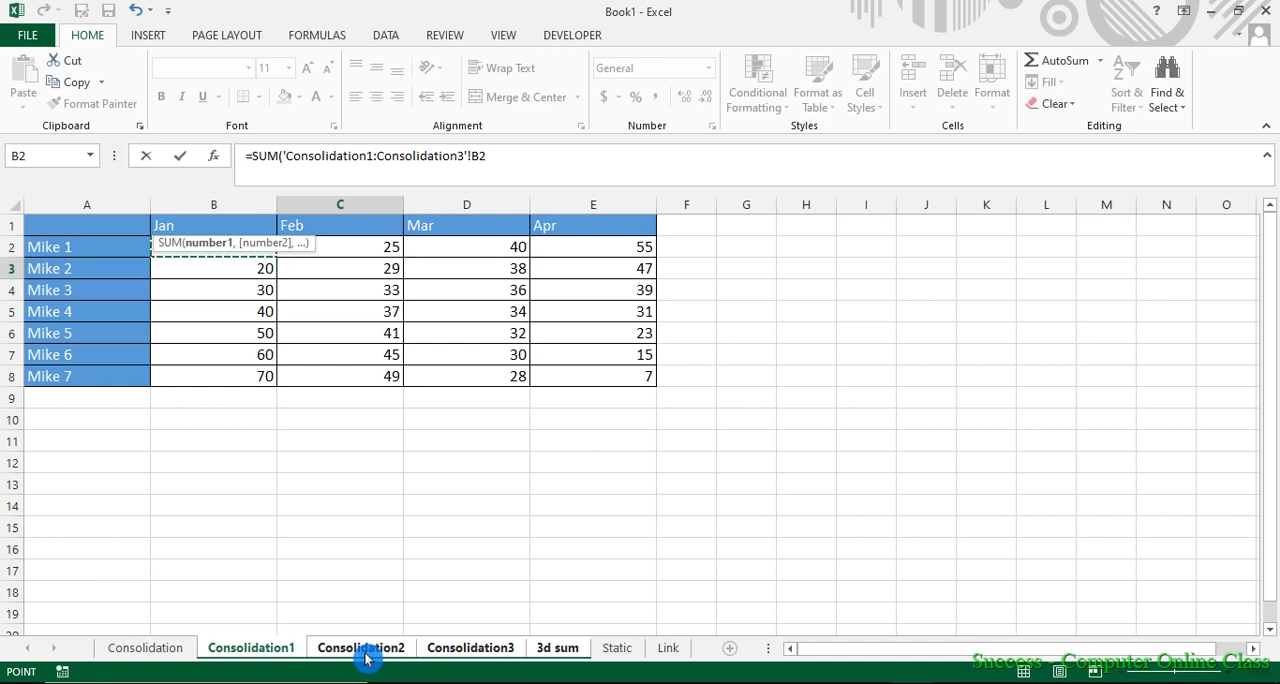 Book1 - Excel
?
FILE HOME INSERT PAGE LAYOUT FORMULAS DATA REVIEW VIEW DEVELOPER
Paste
Cut
Copy
Format Painter
Clipboard
11 A A
B I U A
Font
Wrap Text
Merge & Center
Alignment
General
$ % ,
Number
Conditional Formatting
Format as Table
Cell Styles
Styles
Insert Delete Format
Cells
AutoSum
Fill
Clear
Sort & Filter
Find & Select
Editing
B2 fx =SUM('Consolidation1:Consolidation3'!B2
A B C D E F G H I J K L M N O
1 Jan Feb Mar Apr
SUM(number1, [number2], ...)
2 Mike 1 25 40 55
3 Mike 2 20 29 38 47
4 Mike 3 30 33 36 39
5 Mike 4 40 37 34 31
6 Mike 5 50 41 32 23
7 Mike 6 60 45 30 15
8 Mike 7 70 49 28 7
9
10
11
12
13
14
15
16
17
18
19
Consolidation Consolidation1 Consolidation2 Consolidation3 3d sum Static Link
POINT
Success - Computer Online Class